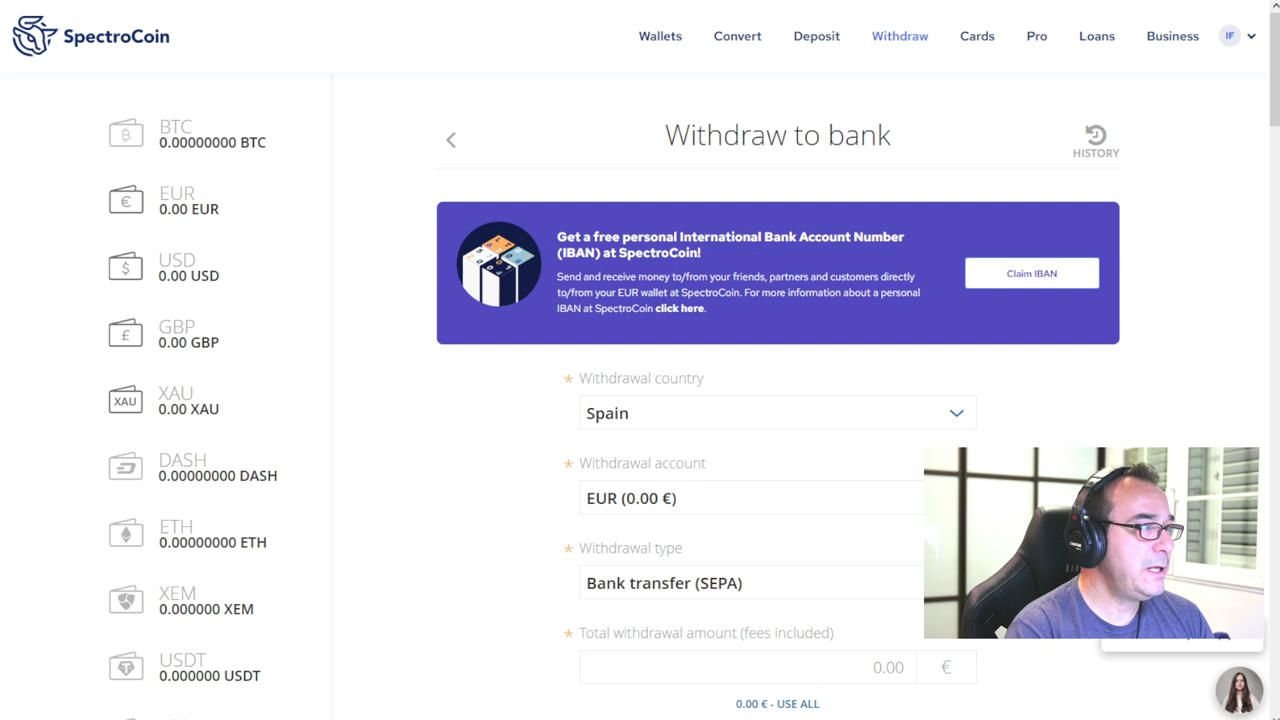 SpectroCoin
Wallets
Convert
Deposit
Withdraw
Cards
Pro
Loans
Business
IF
BTC
0.00000000 BTC
EUR
0.00 EUR
USD
0.00 USD
GBP
0.00 GBP
XAU
XAU
0.00 XAU
DASH
0.00000000 DASH
ETH
0.00000000 ETH
XEM
0.000000 XEM
USDT
0.000000 USDT
Withdraw to bank
HISTORY
Get a free personal International Bank Account Number
(IBAN) at SpectroCoin!
Send and receive money to/from your friends, partners and customers directly
to/from your EUR wallet at SpectroCoin. For more information about a personal
IBAN at SpectroCoin click here.
Claim IBAN
* Withdrawal country
Spain
* Withdrawal account
EUR (0.00 €)
* Withdrawal type
Bank transfer (SEPA)
* Total withdrawal amount (fees included)
0.00 €
0.00 € - USE ALL